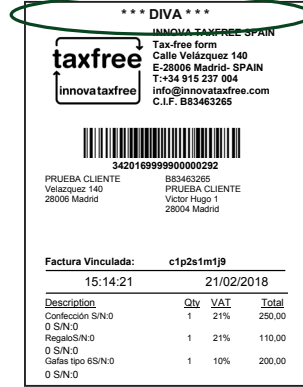 * * * DIVA * * *
INNOVA TAXFREE SPAIN
Tax-free form
Calle Velázquez 140
E-28006 Madrid- SPAIN
T:+34 915 237 004
info@innovataxfree.com
C.I.F. B83463265
taxfree
innovataxfree
3420169999900000292
PRUEBA CLIENTE
Velazquez 140
28006 Madrid
B83463265
PRUEBA CLIENTE
Victor Hugo 1
28004 Madrid
Factura Vinculada: c1p2s1m1j9
15:14:21 21/02/2018
Description Qty VAT Total
Confección S/N:0 1 21% 250,00
0 S/N:0
RegaloS/N:0 1 21% 110,00
0 S/N:0
Gafas tipo 6S/N:0 1 10% 200,00
0 S/N:0